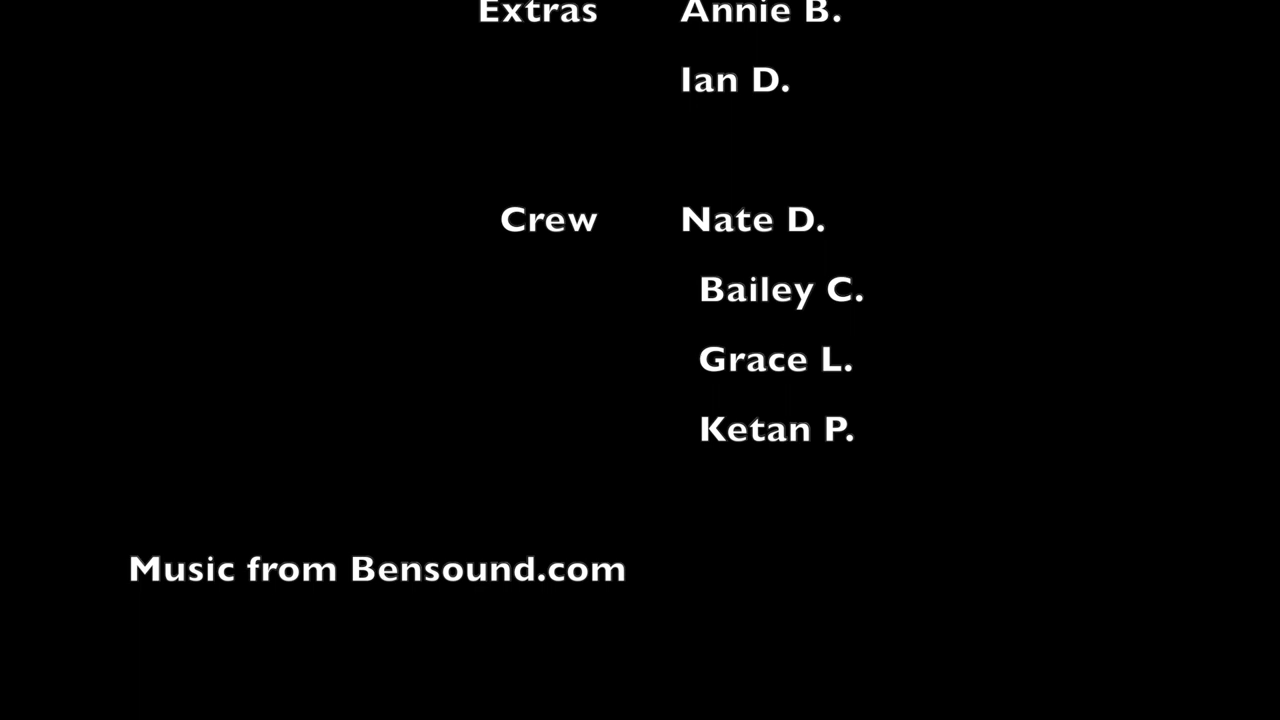 Extras Annie B.
Ian D.
Crew Nate D.
Bailey C.
Grace L.
Ketan P.
Music from Bensound.com